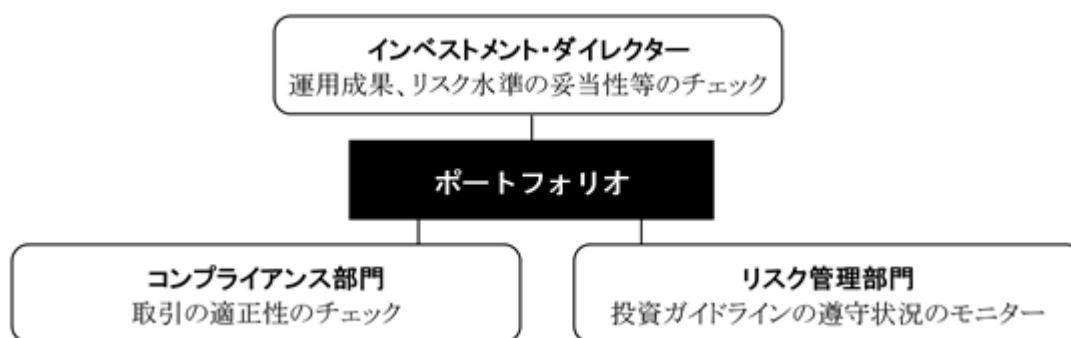 インベストメント・ダイレクター
運用成果、リスク水準の妥当性等のチェック
ポートフォリオ
コンプライアンス部門
取引の適正性のチェック
リスク管理部門
投資ガイドラインの遵守状況のモニター